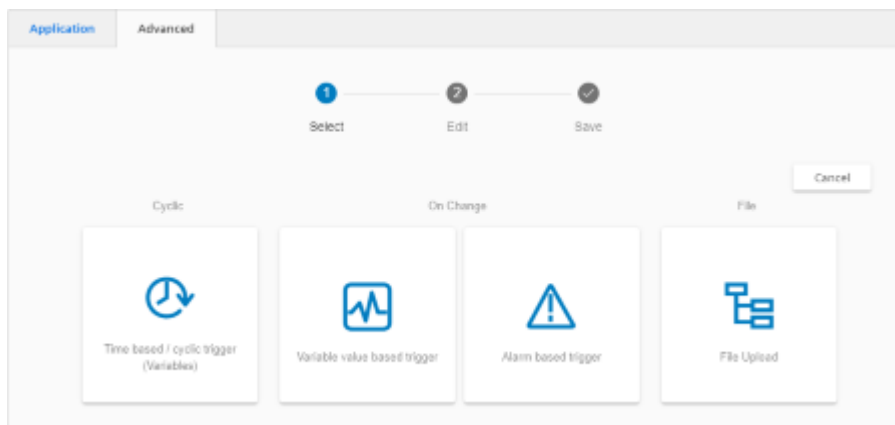 Application
Advanced
1
2
Select
Edit
Save
Cancel
Cyclic
On Change
File
Time based / cyclic trigger
(Variables)
Variable value based trigger
Alarm based trigger
File Upload